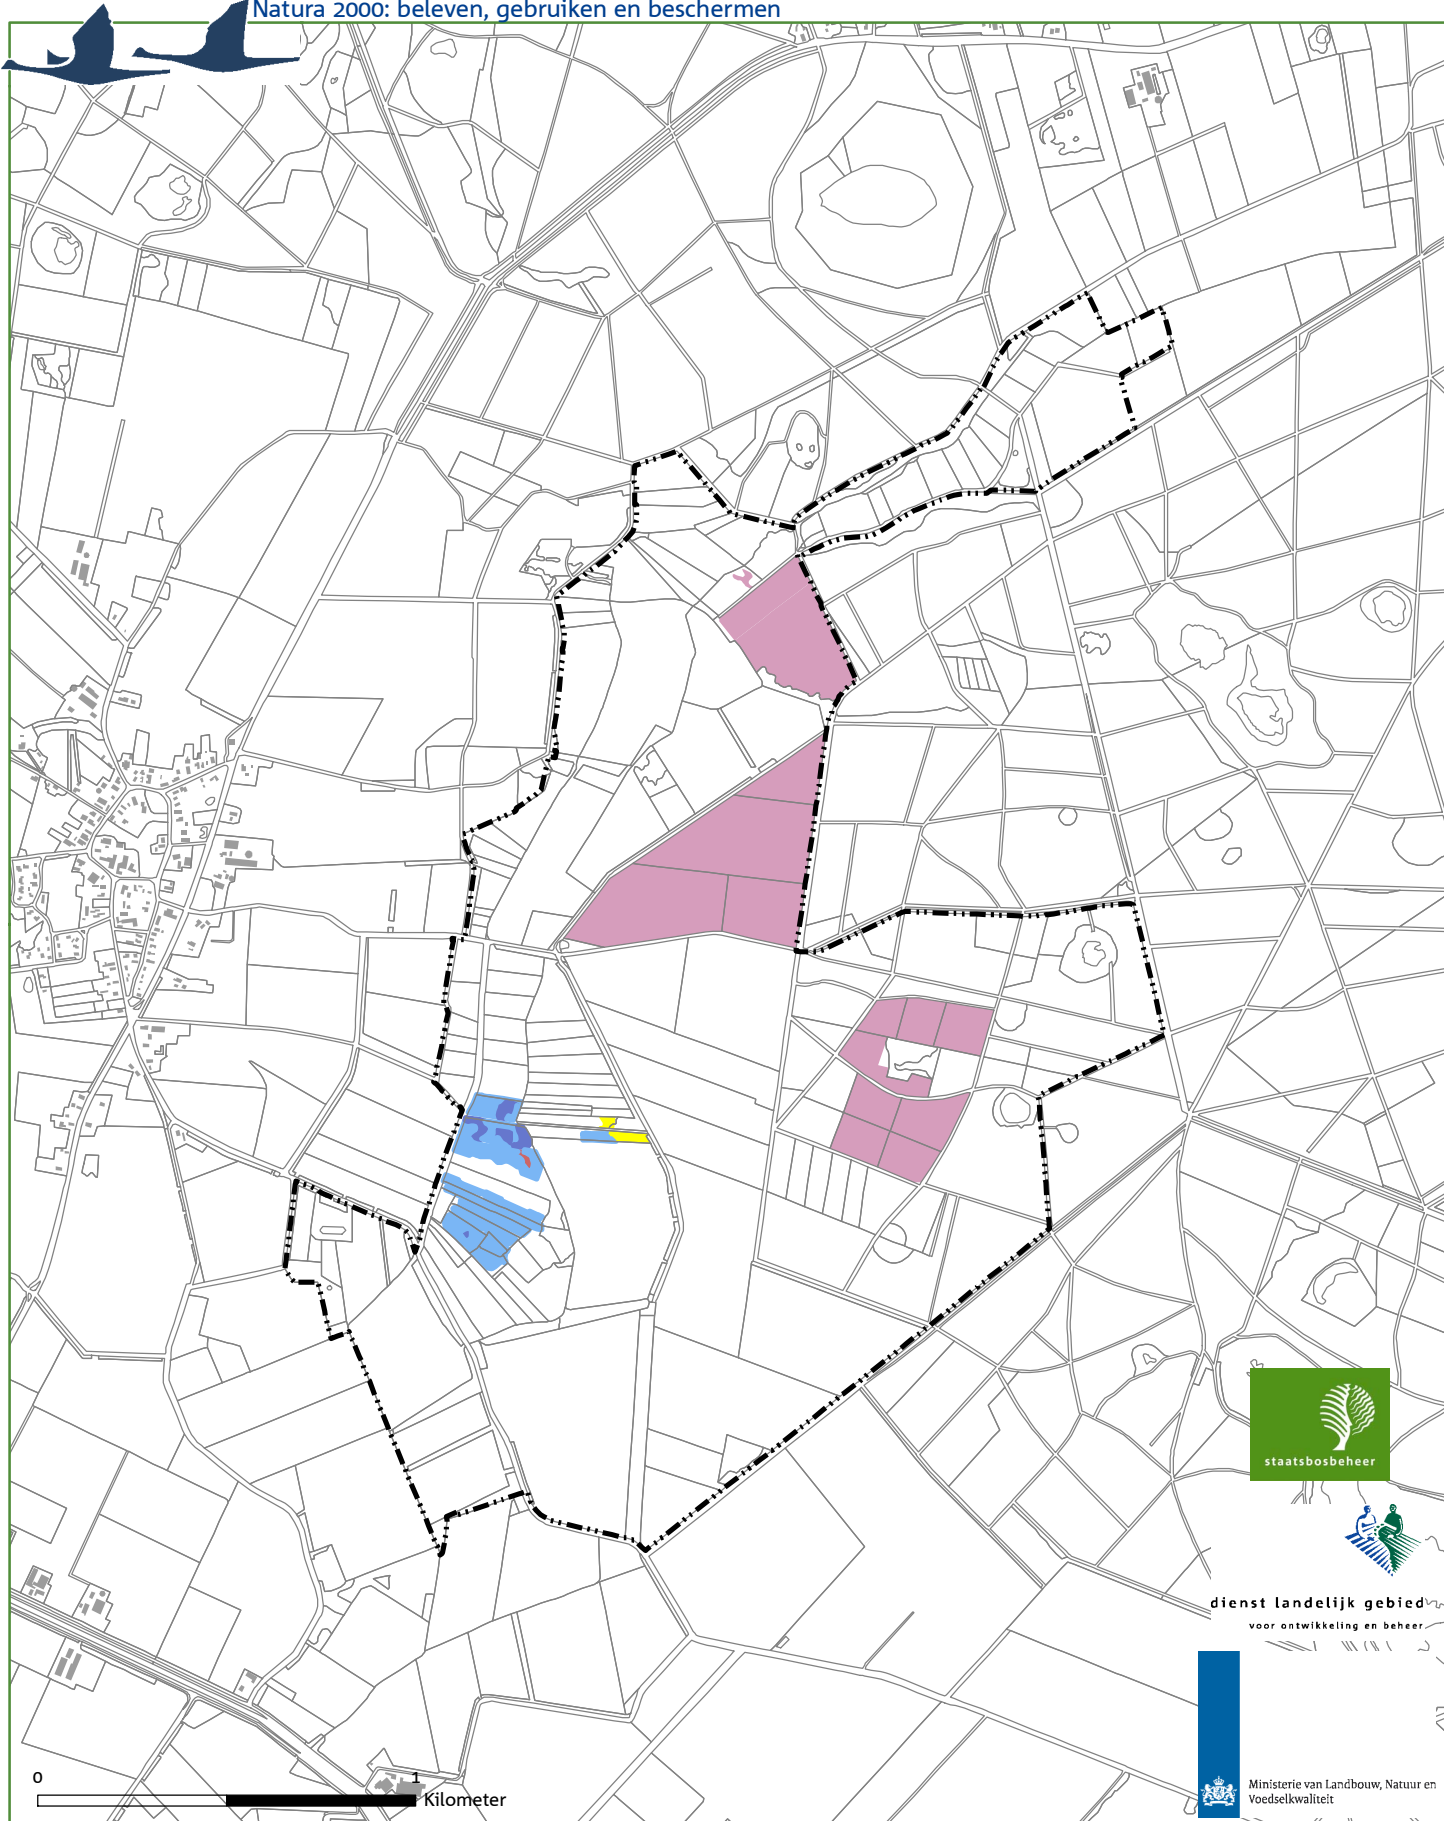 Natura 2000: beleven, gebruiken en beschermen
staatsbosbeheer
dienst landelijk gebied
voor ontwikkeling en beheer
0
1
Kilometer
Ministerie van Landbouw, Natuur en
Voedselkwaliteit